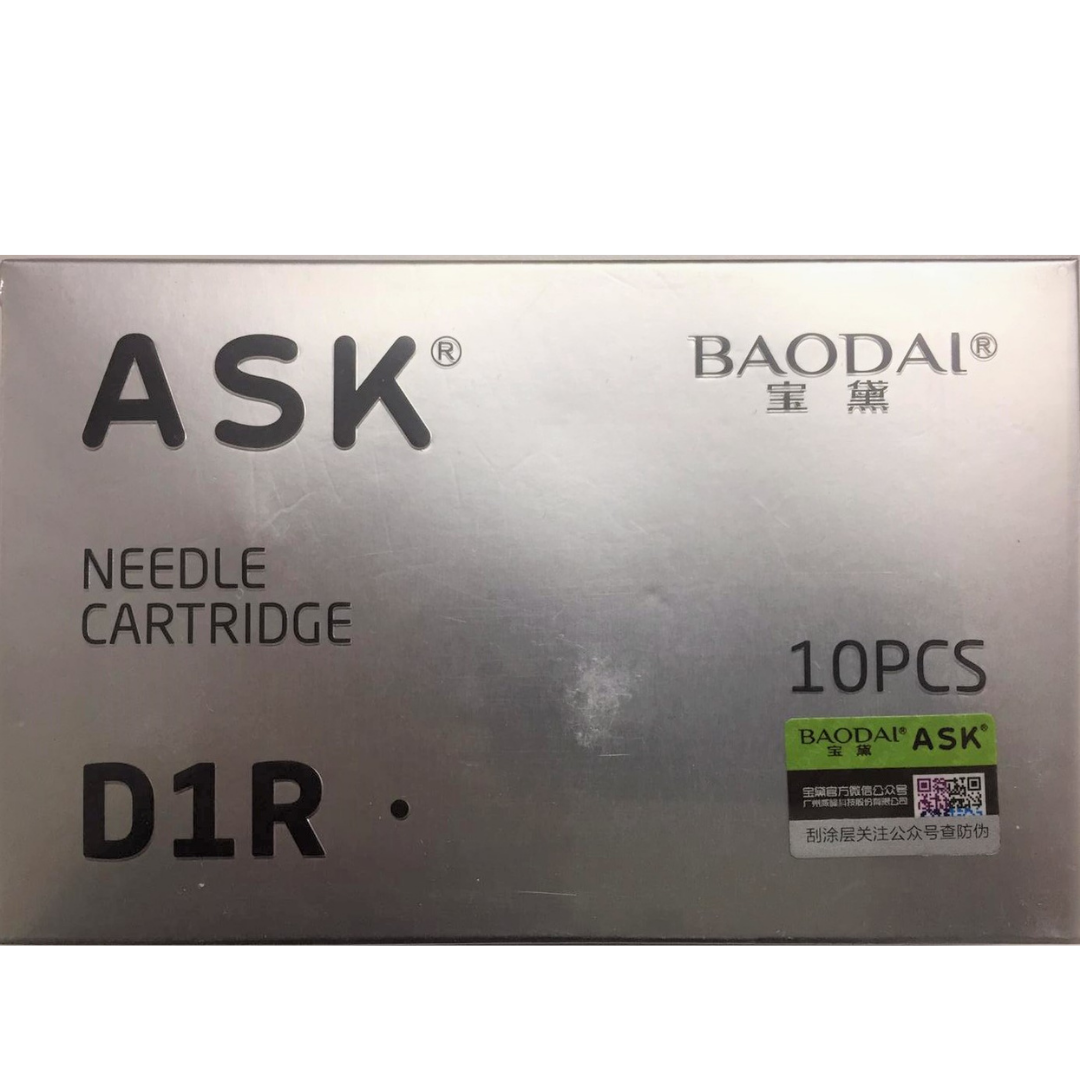 ASK®
BAODAI®
宝黛
NEEDLE
CARTRIDGE
10PCS
D1R
BAODAI® ASK®
宝黛
宝黛官方微信公众号
刮涂层关注公众号查防伪